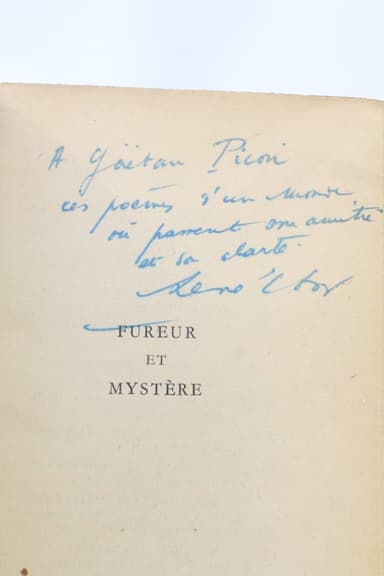 A Gaëtan Picon
ces poèmes d'un monde
où passent son amitié
et sa clarté.
René Char
FUREUR
ET
MYSTÈRE